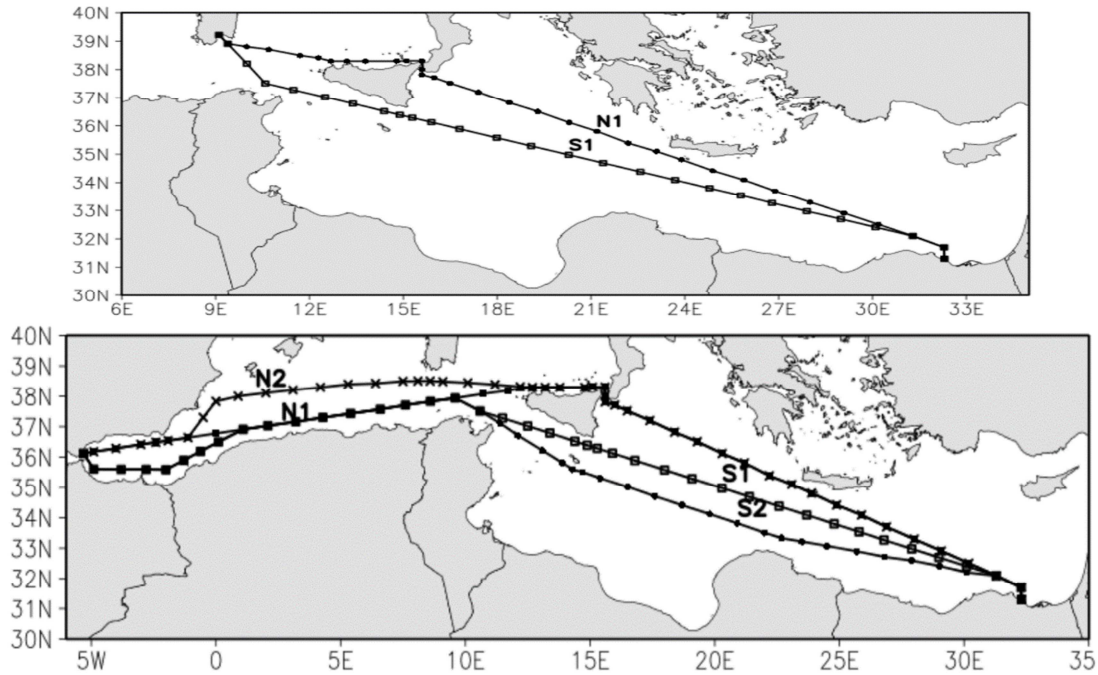 40N
39N
38N
37N
36N
35N
34N
33N
32N
31N
30N
N1
S1
6E 9E 12E 15E 18E 21E 24E 27E 30E 33E
40N
39N
38N
37N
36N
35N
34N
33N
32N
31N
30N
N2
N1
S1
S2
5W 0 5E 10E 15E 20E 25E 30E 35